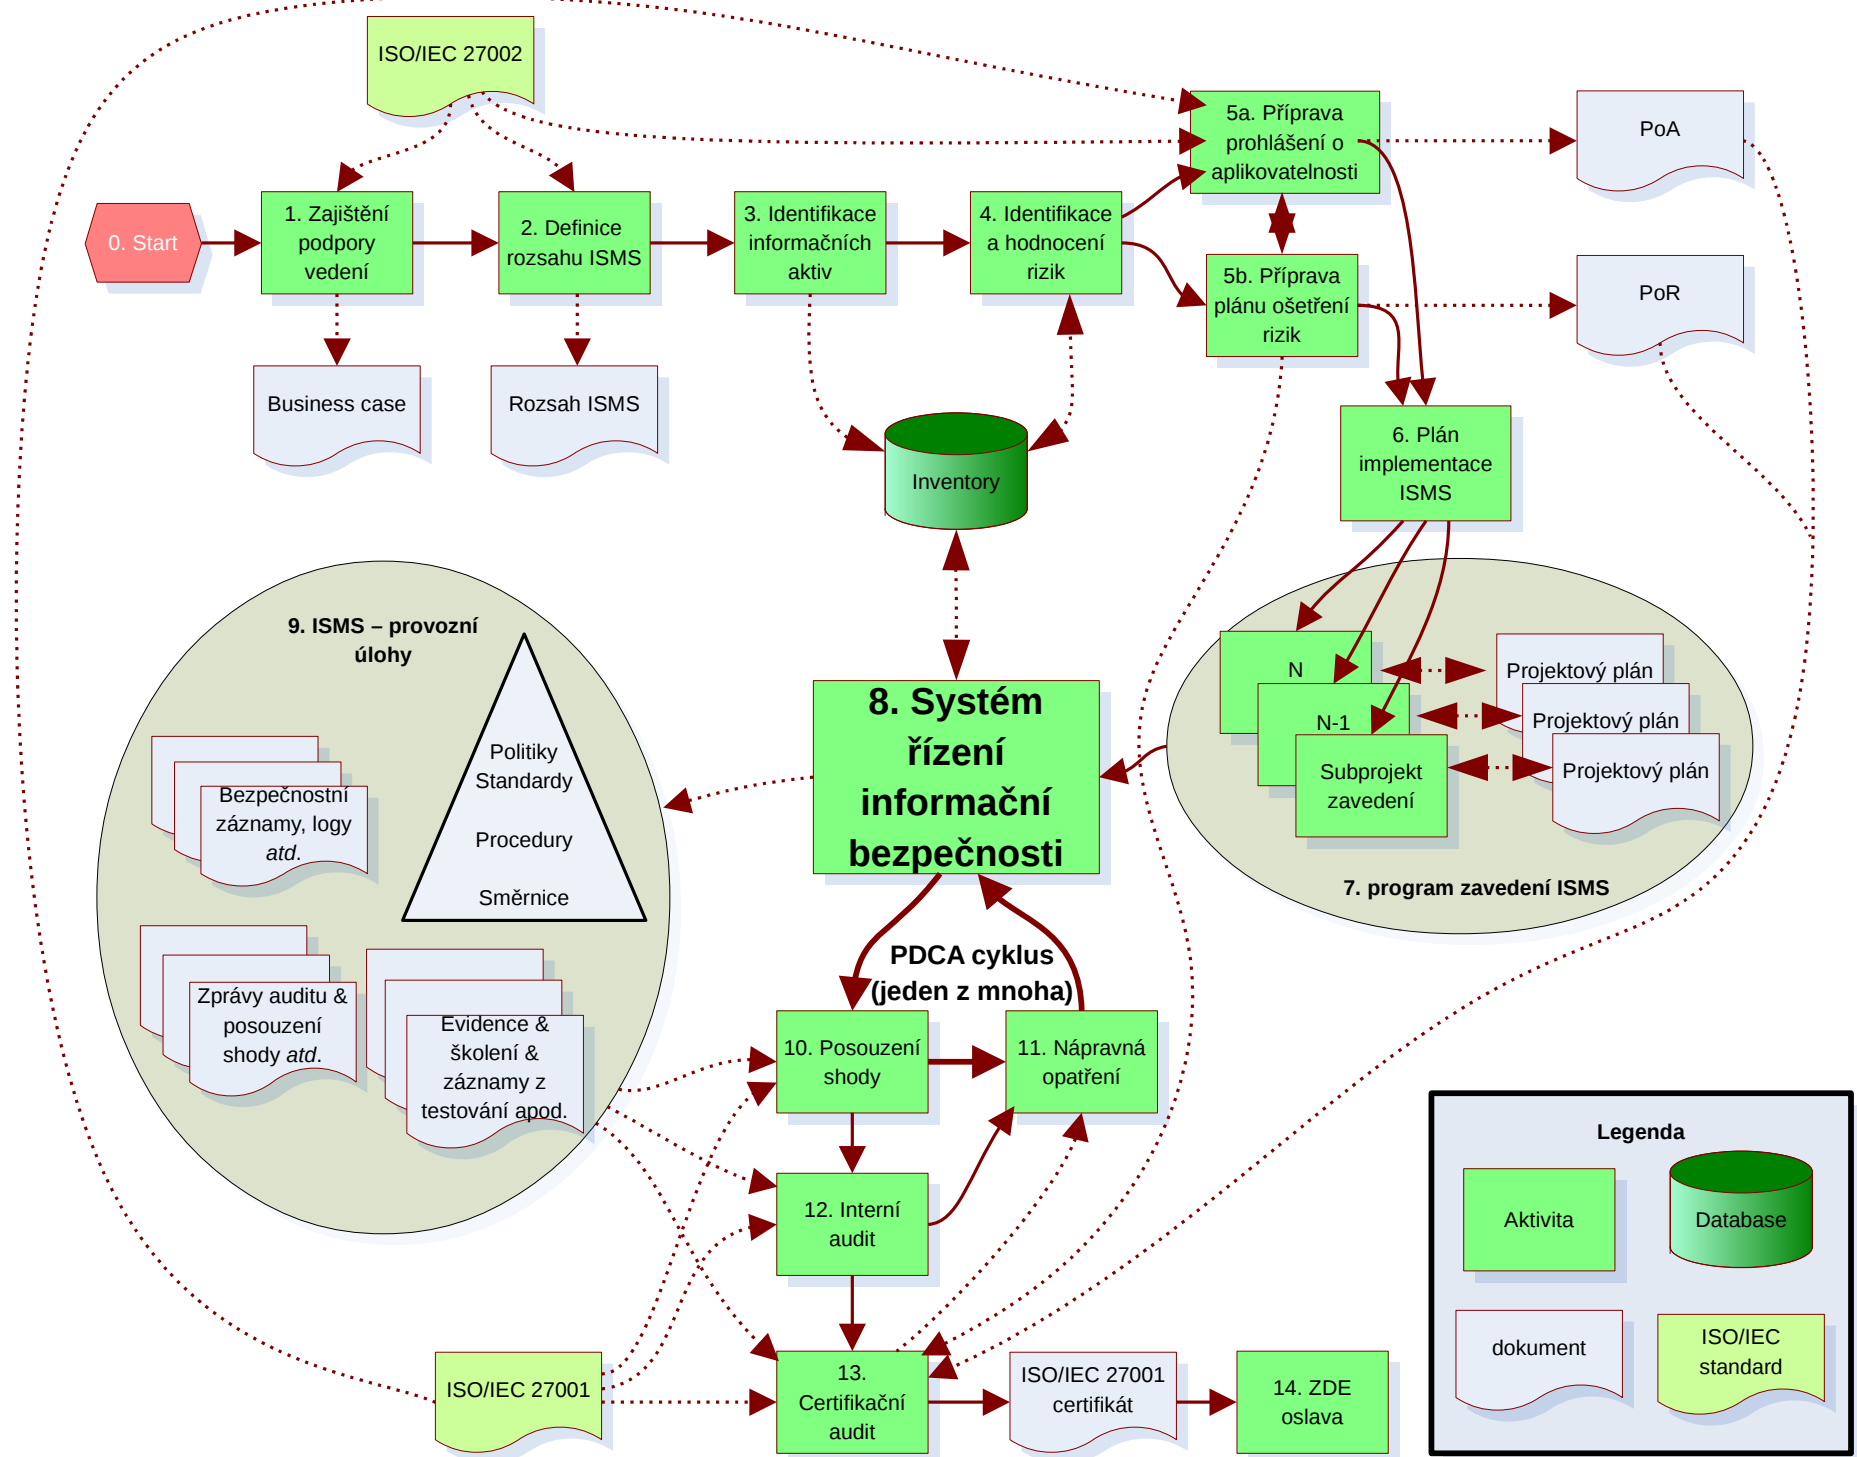 ISO/IEC 27002
0. Start
1. Zajištění
podpory
vedení
2. Definice
rozsahu ISMS
3. Identifikace
informačních
aktiv
4. Identifikace
a hodnocení
rizik
5a. Příprava
prohlášení o
aplikovatelnosti
5b. Příprava
plánu ošetření
rizik
PoA
PoR
Business case
Rozsah ISMS
Inventory
6. Plán
implementace
ISMS
9. ISMS – provozní
úlohy
Politiky
Standardy
Procedury
Směrnice
Bezpečnostní
záznamy, logy
atd.
Zprávy auditu &
posouzení
shody atd.
Evidence &
školení &
záznamy z
testování apod.
8. Systém
řízení
informační
bezpečnosti
N
N-1
Subprojekt
zavedení
Projektový plán
Projektový plán
Projektový plán
7. program zavedení ISMS
PDCA cyklus
(jeden z mnoha)
10. Posouzení
shody
11. Nápravná
opatření
12. Interní
audit
13.
Certifikační
audit
ISO/IEC 27001
ISO/IEC 27001
certifikát
14. ZDE
oslava
Legenda
Aktivita
Database
dokument
ISO/IEC
standard